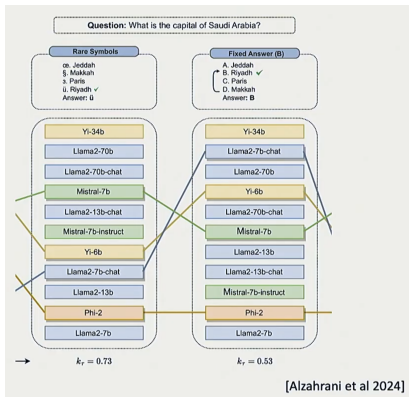 Question: What is the capital of Saudi Arabia?
Rare Symbols
œ. Jeddah
§. Makkah
з. Paris
ü. Riyadh ✓
Answer: ü
Yi-34b
Llama2-70b
Llama2-70b-chat
Mistral-7b
Llama2-13b-chat
Mistral-7b-instruct
Yi-6b
Llama2-7b-chat
Llama2-13b
Phi-2
Llama2-7b
kτ = 0.73
Fixed Answer (B)
A. Jeddah
B. Riyadh ✓
C. Paris
D. Makkah
Answer: B
Yi-34b
Llama2-7b-chat
Yi-6b
Llama2-70b-chat
Mistral-7b
Llama2-13b
Llama2-13b-chat
Mistral-7b-instruct
Phi-2
Llama2-7b
kτ = 0.53
[Alzahrani et al 2024]